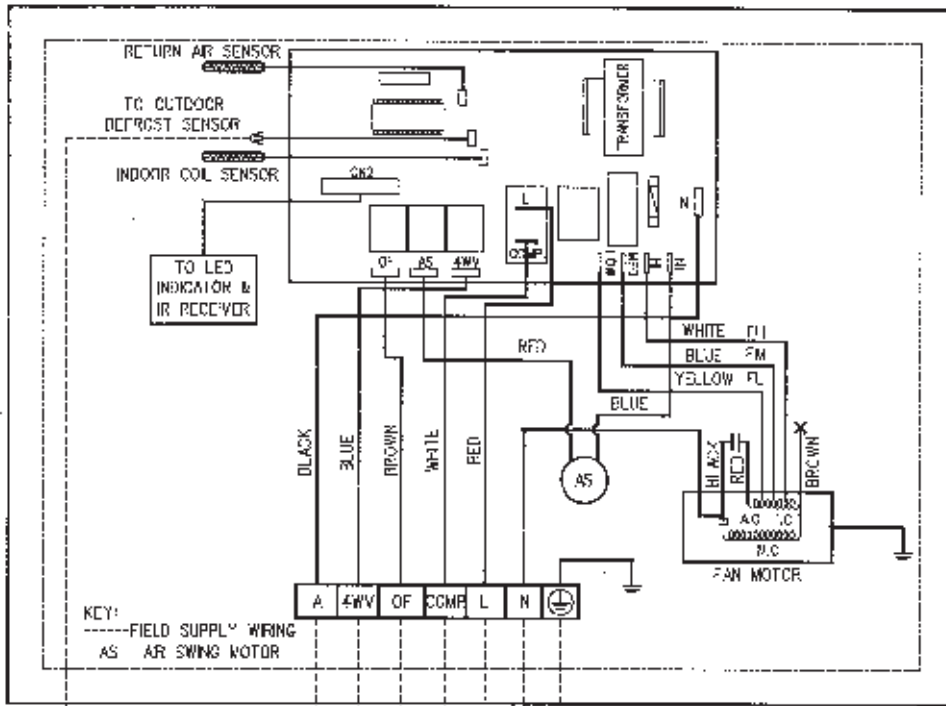 RETURN AIR SENSOR
TO OUTDOOR
DEFROST SENSOR
INDOOR COIL SENSOR
CN2
TRANSFORMER
L
COMP
N
OF
AS
4WV
IN
TO LED
INDICATOR &
IR RECEIVER
WHITE
BLUE
YELLOW
RED
BLUE
BLACK
BLUE
BROWN
WHITE
RED
BLACK
RED
BROWN
AS
FAN MOTOR
A
4WV
OF
COMP
L
N
KEY:
------FIELD SUPPLY WIRING
AS AIR SWING MOTOR